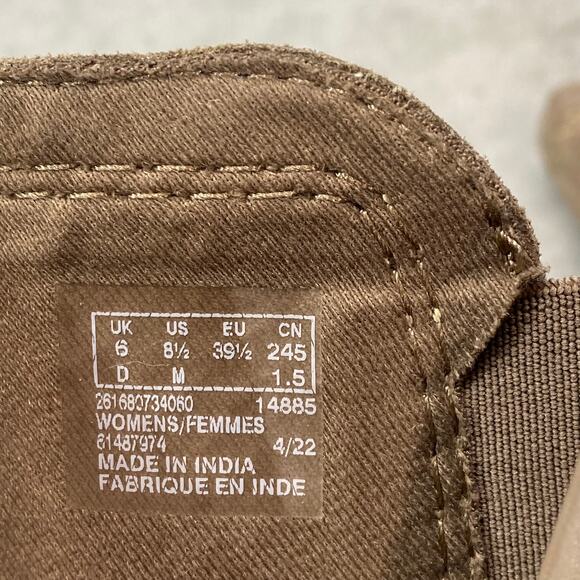 UK US EU CN
6 8½ 39½ 245
D M 1.5
261680734060 14885
WOMENS/FEMMES
61487974 4/22
MADE IN INDIA
FABRIQUE EN INDE